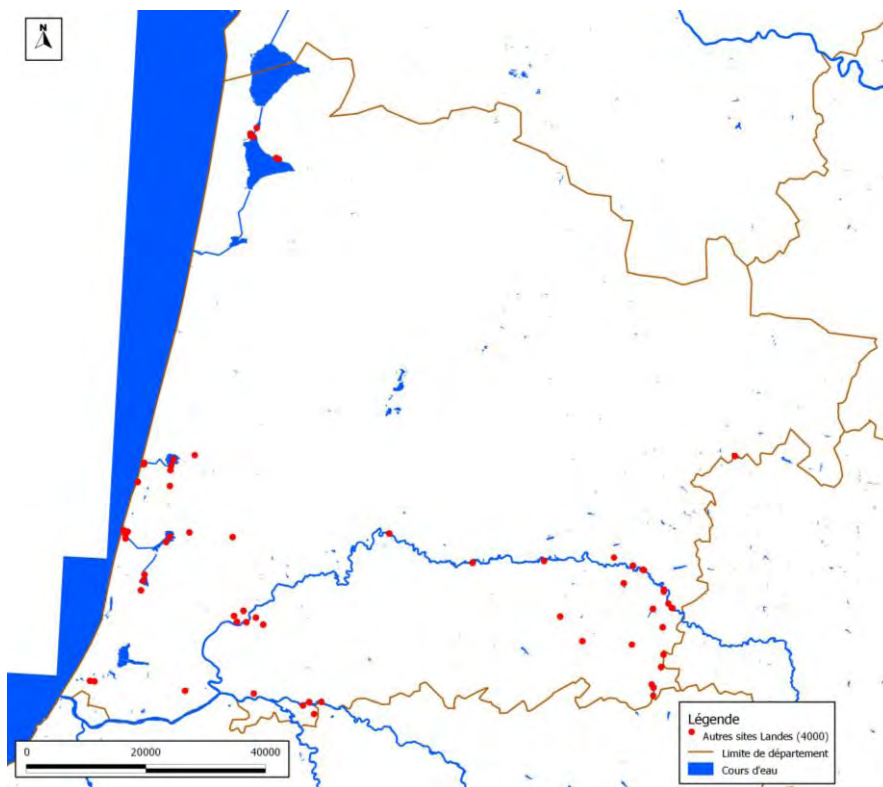 N
0 20000 40000
Légende
Autres sites Landes (4000)
Limite de département
Cours d'eau